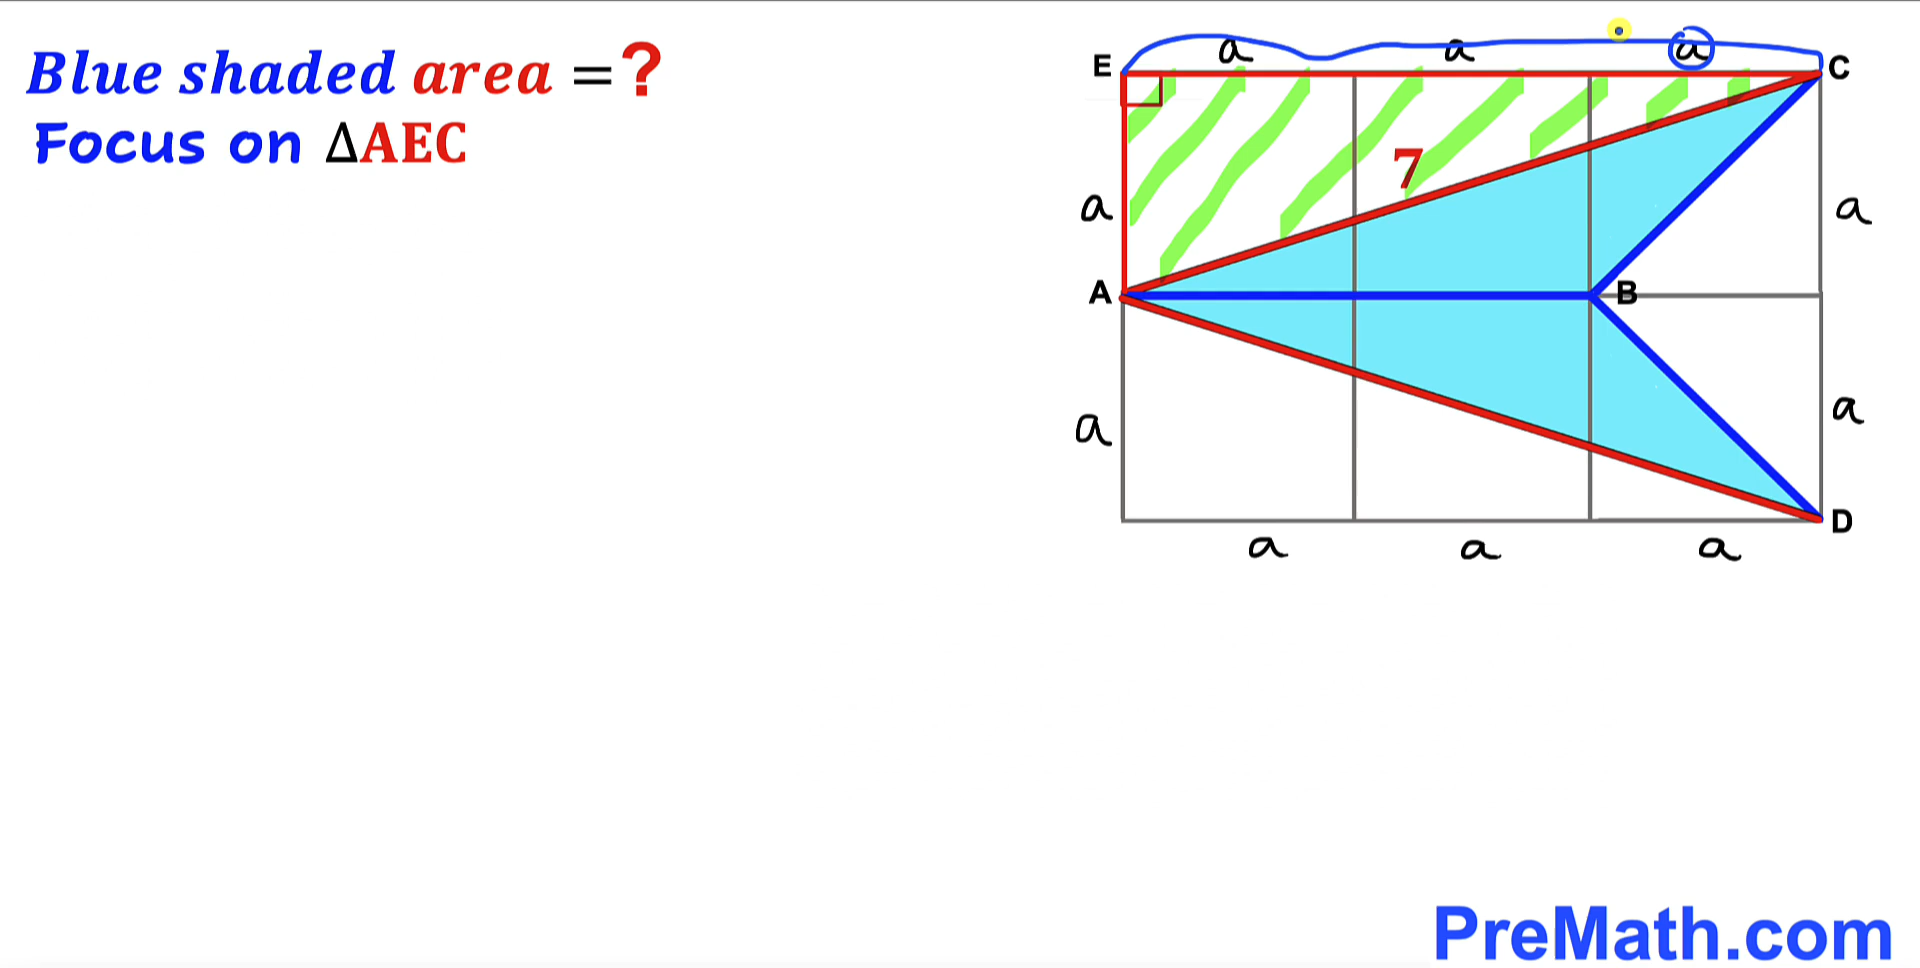 Blue shaded area = ?
Focus on ΔAEC
a a a
E C
7
a a
A B
a a
D
a a a
PreMath.com